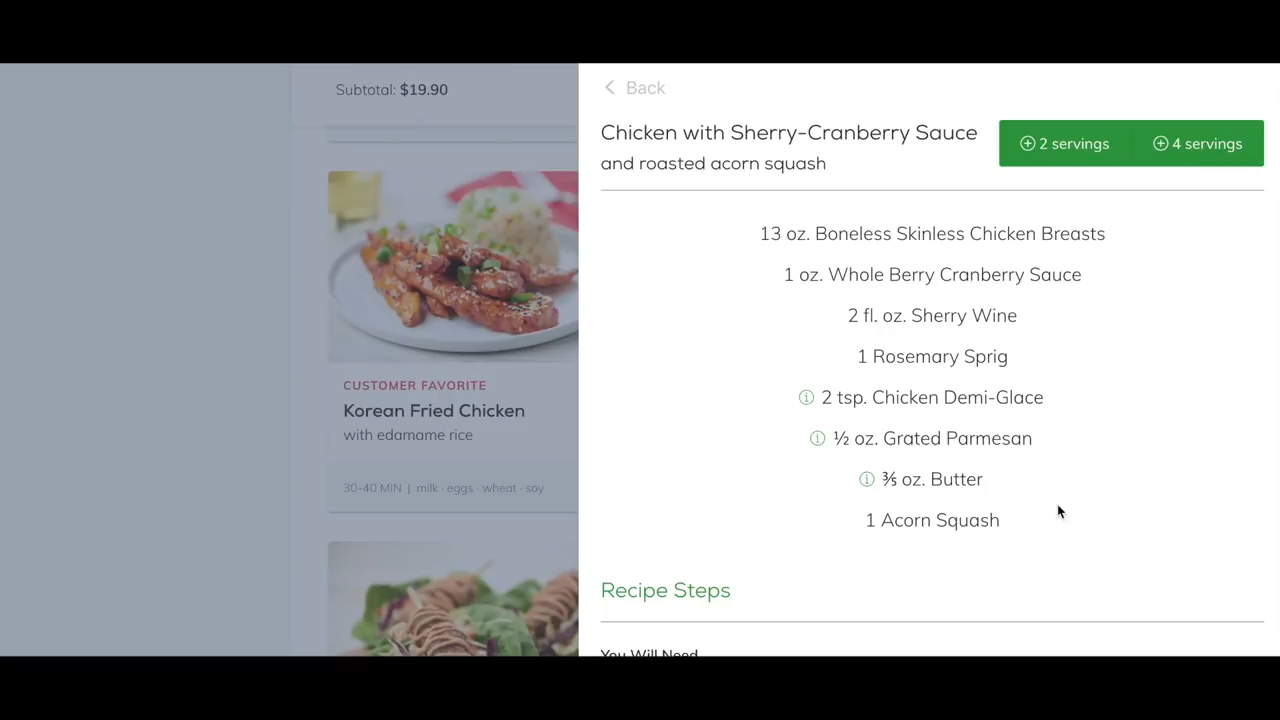 Subtotal: $19.90
CUSTOMER FAVORITE
Korean Fried Chicken
with edamame rice
30-40 MIN | milk · eggs · wheat · soy
Back
Chicken with Sherry-Cranberry Sauce
and roasted acorn squash
2 servings
4 servings
13 oz. Boneless Skinless Chicken Breasts
1 oz. Whole Berry Cranberry Sauce
2 fl. oz. Sherry Wine
1 Rosemary Sprig
2 tsp. Chicken Demi-Glace
½ oz. Grated Parmesan
⅗ oz. Butter
1 Acorn Squash
Recipe Steps
You Will Need